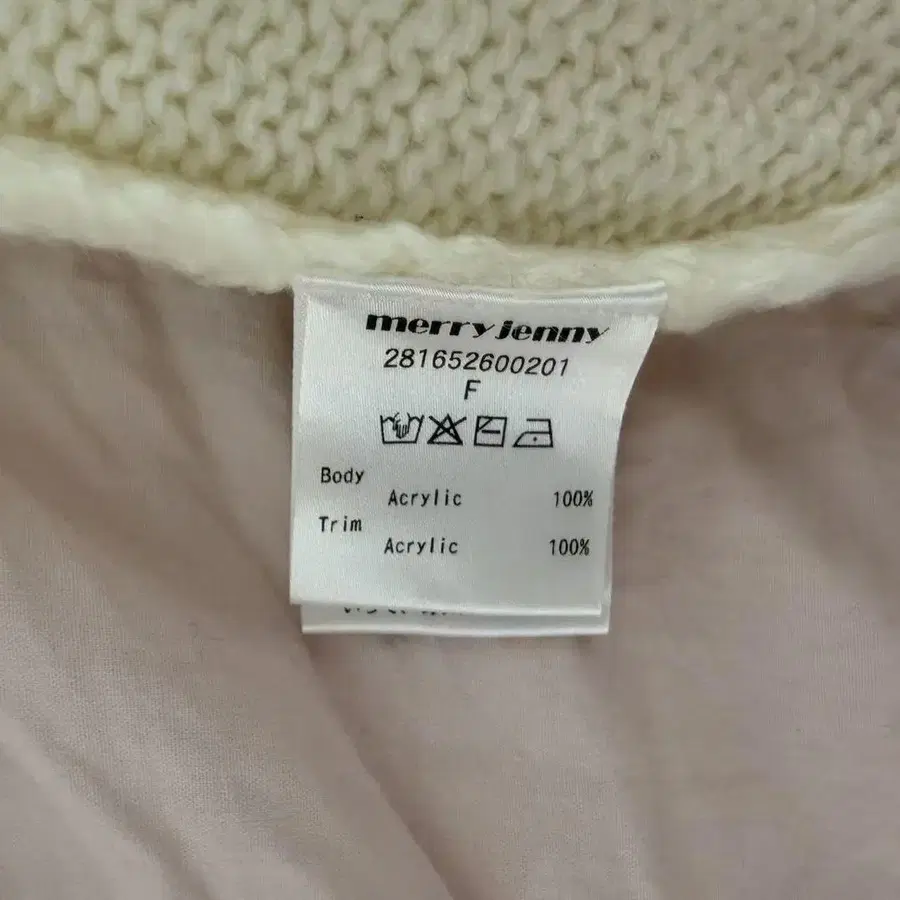 merry jenny
281652600201
F
Body
Acrylic 100%
Trim
Acrylic 100%